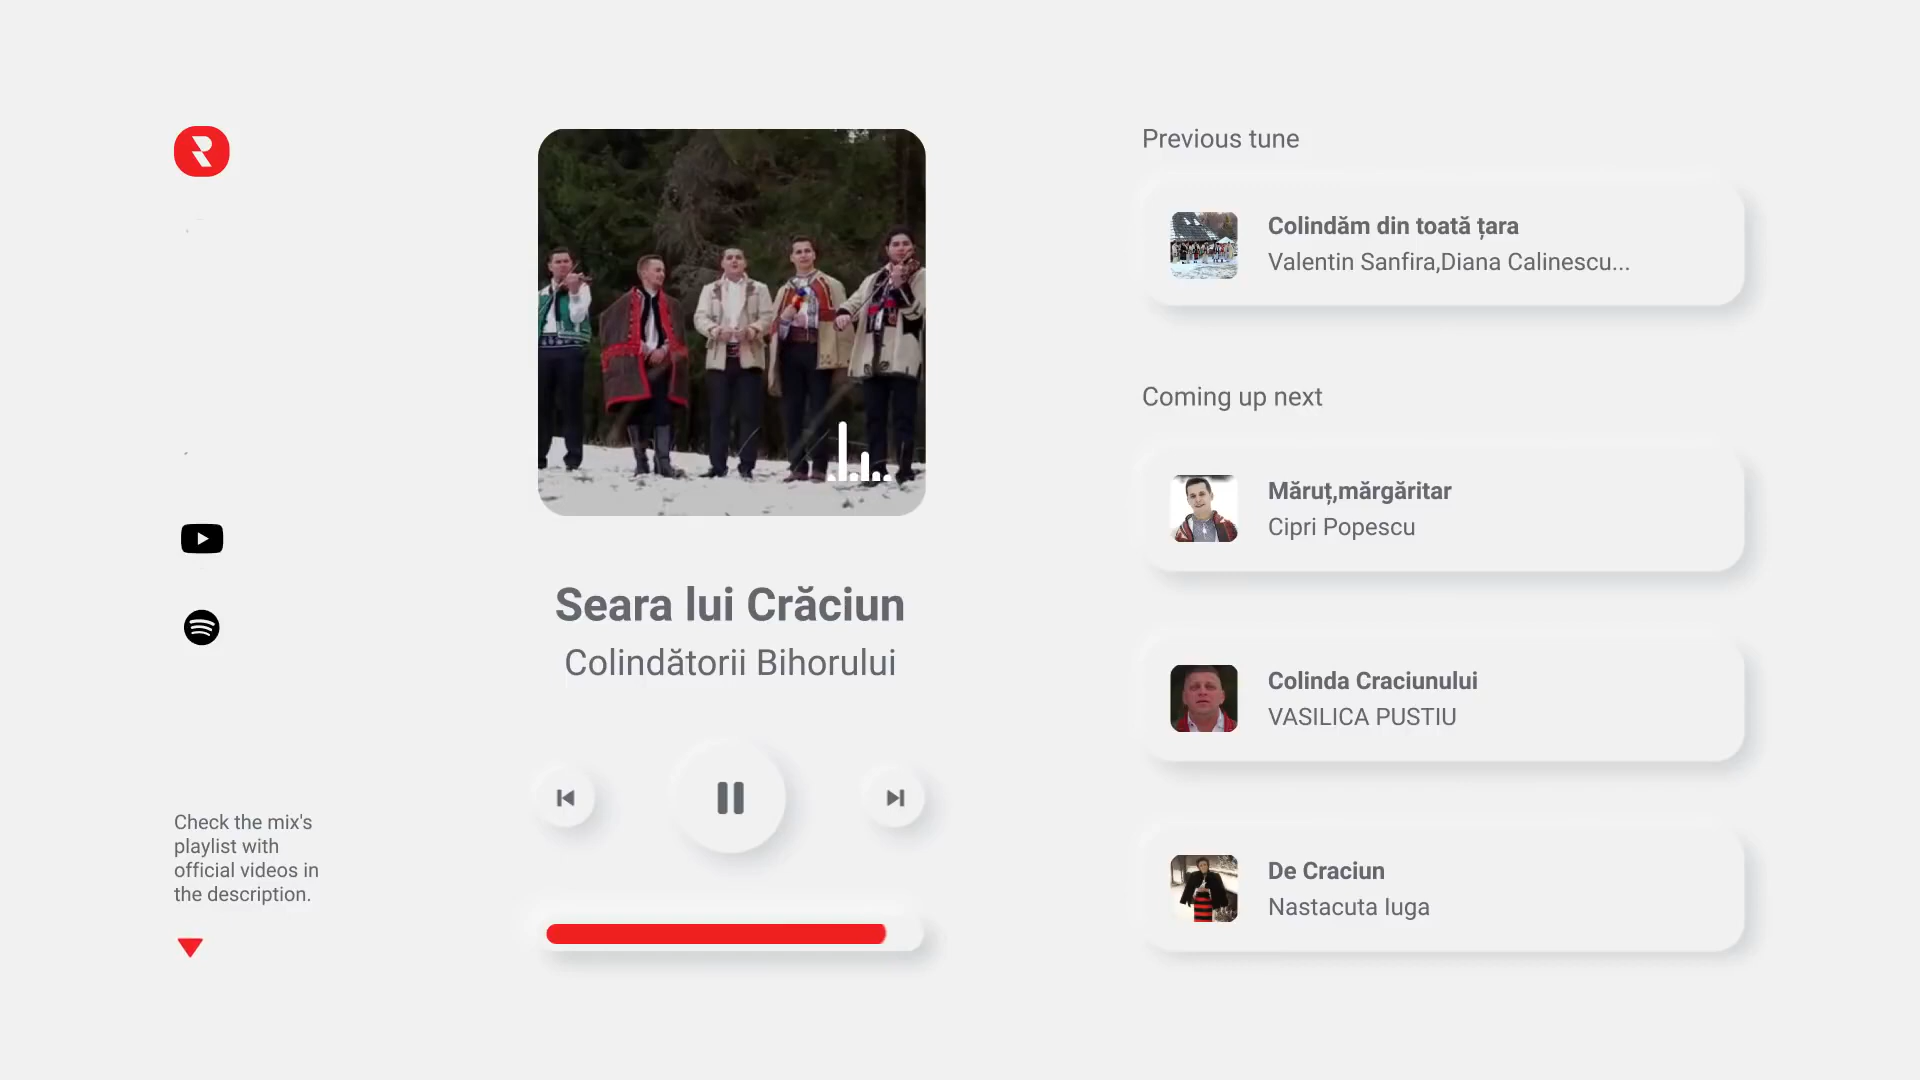 Check the mix's
playlist with
official videos in
the description.
Seara lui Crăciun
Colindătorii Bihorului
Previous tune
Colindăm din toată țara
Valentin Sanfira,Diana Calinescu...
Coming up next
Măruț,mărgăritar
Cipri Popescu
Colinda Craciunului
VASILICA PUSTIU
De Craciun
Nastacuta Iuga